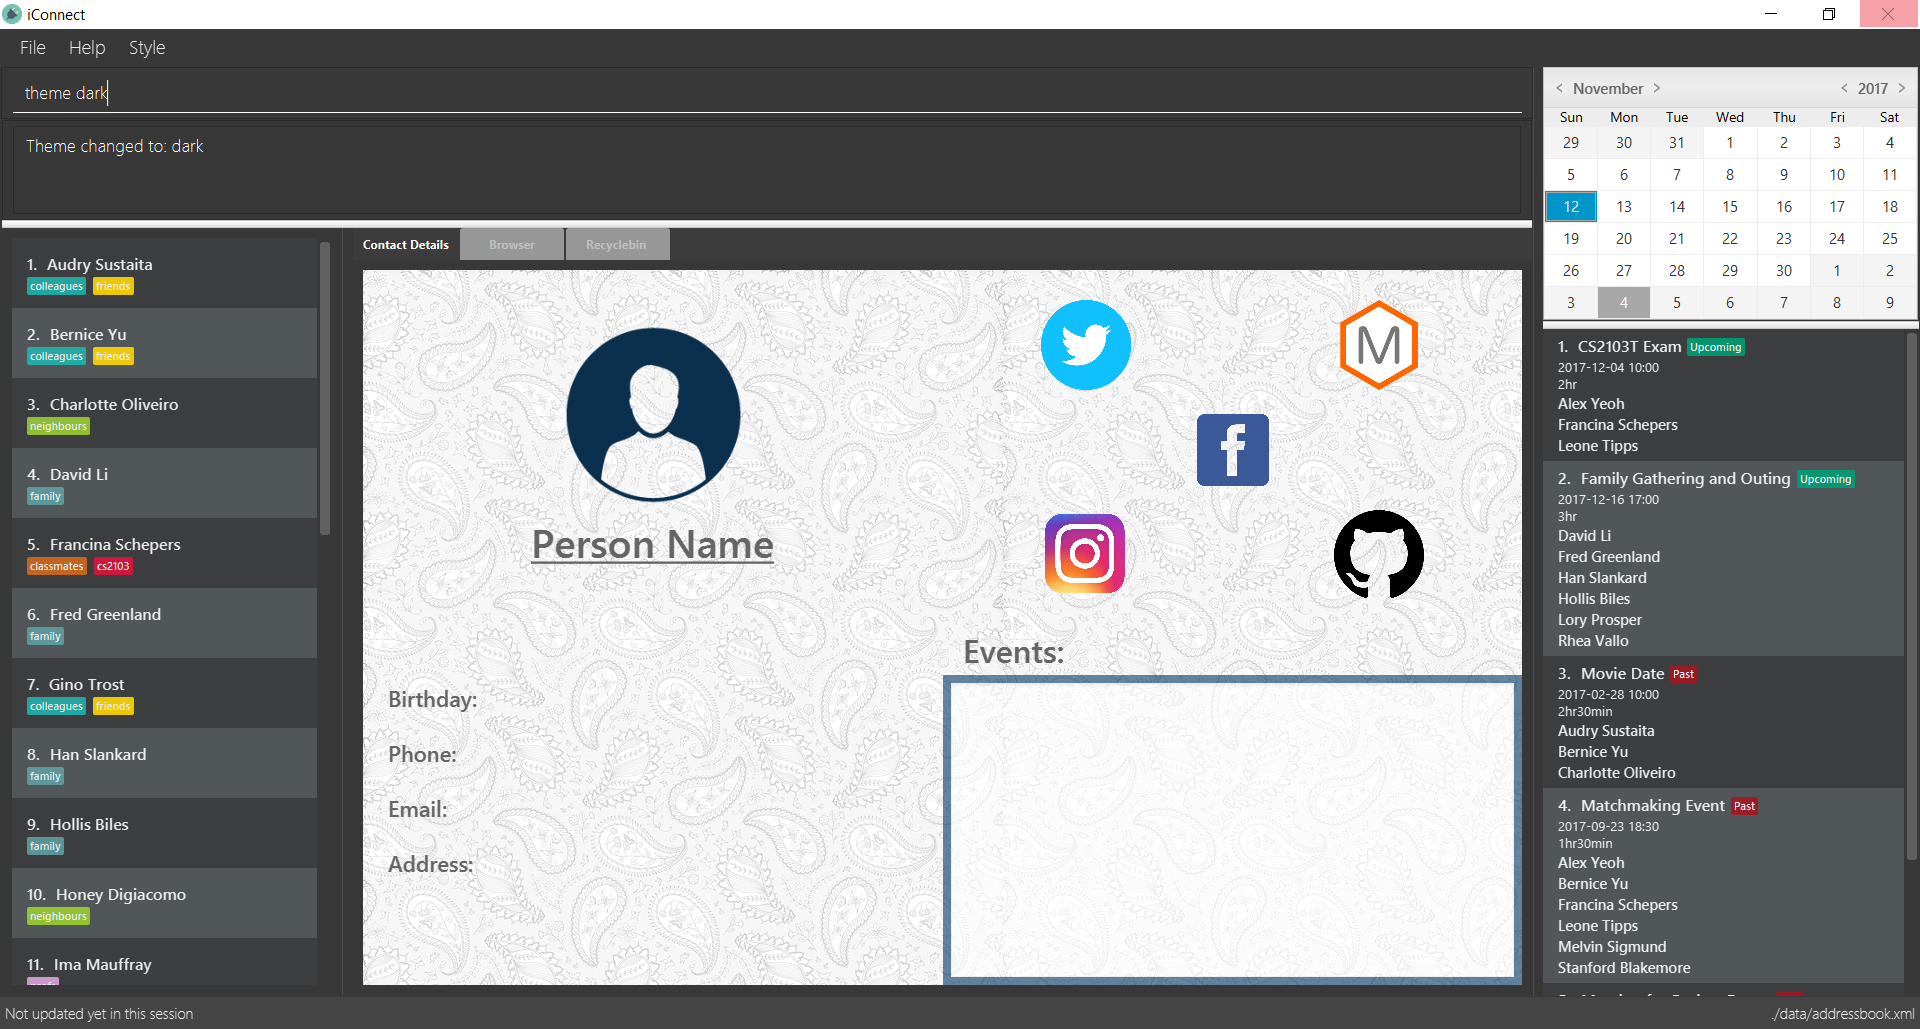 iConnect
File Help Style
theme dark
Theme changed to: dark
1. Audry Sustaita
colleagues friends
2. Bernice Yu
colleagues friends
3. Charlotte Oliveiro
neighbours
4. David Li
family
5. Francina Schepers
classmates cs2103
6. Fred Greenland
family
7. Gino Trost
colleagues friends
8. Han Slankard
family
9. Hollis Biles
family
10. Honey Digiacomo
neighbours
11. Ima Mauffray
Contact Details Browser Recyclebin
M
f
Person Name
Events:
Birthday:
Phone:
Email:
Address:
< November > < 2017 >
Sun Mon Tue Wed Thu Fri Sat
29 30 31 1 2 3 4
5 6 7 8 9 10 11
12 13 14 15 16 17 18
19 20 21 22 23 24 25
26 27 28 29 30 1 2
3 4 5 6 7 8 9
1. CS2103T Exam Upcoming
2017-12-04 10:00
2hr
Alex Yeoh
Francina Schepers
Leone Tipps
2. Family Gathering and Outing Upcoming
2017-12-16 17:00
3hr
David Li
Fred Greenland
Han Slankard
Hollis Biles
Lory Prosper
Rhea Vallo
3. Movie Date Past
2017-02-28 10:00
2hr30min
Audry Sustaita
Bernice Yu
Charlotte Oliveiro
4. Matchmaking Event Past
2017-09-23 18:30
1hr30min
Alex Yeoh
Bernice Yu
Francina Schepers
Leone Tipps
Melvin Sigmund
Stanford Blakemore
Not updated yet in this session
./data/addressbook.xml